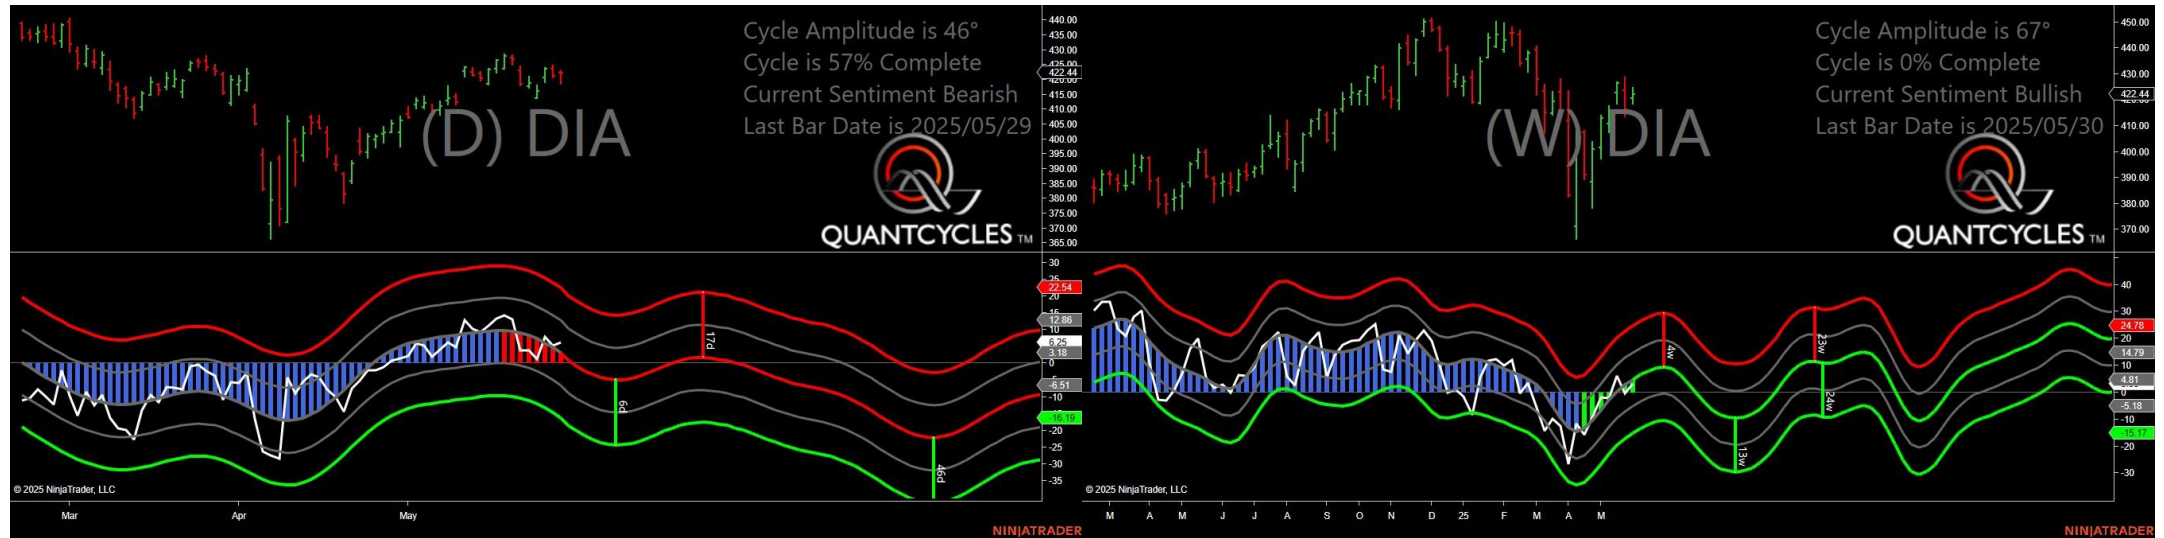 Cycle Amplitude is 46°
Cycle is 57% Complete
Current Sentiment Bearish
Last Bar Date is 2025/05/29
(D) DIA
QUANTCYCLES TM
440.00
435.00
430.00
425.00
422.44
420.00
415.00
410.00
405.00
400.00
395.00
390.00
385.00
380.00
375.00
370.00
365.00
30
25
22.54
20
15
12.86
10
6.25
3.18
0
-6.51
-10
-16.19
-20
-25
-30
-35
17d
6d
46d
© 2025 NinjaTrader, LLC
Mar
Apr
May
NINJATRADER
Cycle Amplitude is 67°
Cycle is 0% Complete
Current Sentiment Bullish
Last Bar Date is 2025/05/30
(W) DIA
QUANTCYCLES TM
450.00
440.00
430.00
422.44
410.00
400.00
390.00
380.00
370.00
40
30
24.78
20
14.79
10
4.81
0
-5.18
-10
-15.17
-20
-30
4w
23w
24w
13w
© 2025 NinjaTrader, LLC
M A M J J A S O N D 25 F M A M
NINJATRADER